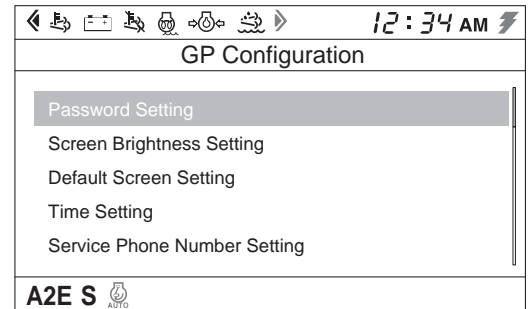 12:34 AM
GP Configuration
Password Setting
Screen Brightness Setting
Default Screen Setting
Time Setting
Service Phone Number Setting
A2E S AUTO